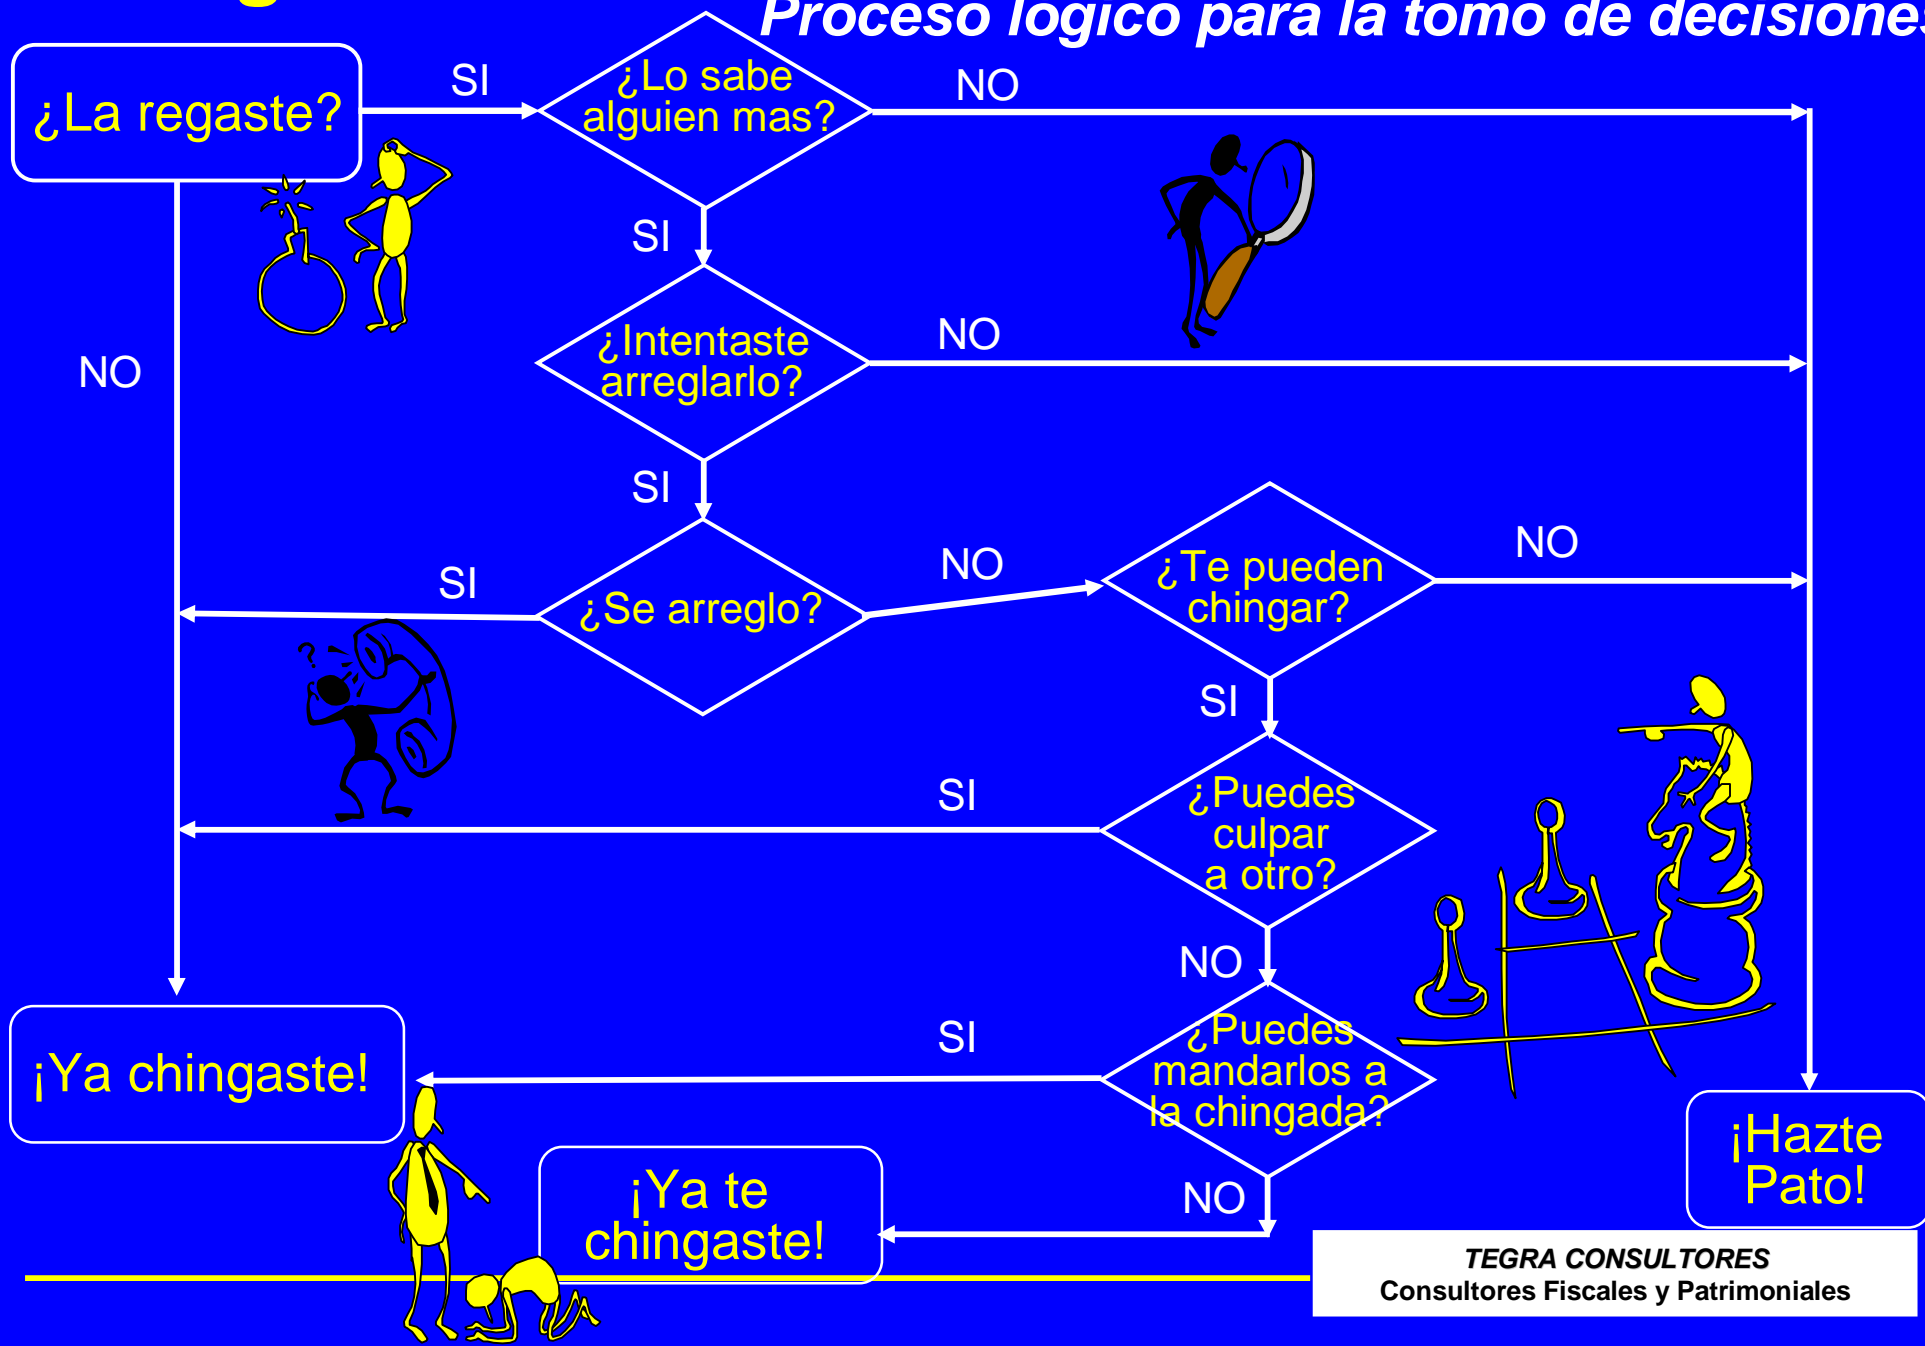 Proceso logico para la tomo de decisiones
¿La regaste?
SI
¿Lo sabe
alguien mas?
NO
SI
NO
¿Intentaste
arreglarlo?
NO
SI
SI
¿Se arreglo?
NO
¿Te pueden
chingar?
NO
SI
SI
¿Puedes
culpar
a otro?
NO
SI
¿Puedes
mandarlos a
la chingada?
¡Ya chingaste!
NO
¡Ya te
chingaste!
¡Hazte
Pato!
TEGRA CONSULTORES
Consultores Fiscales y Patrimoniales